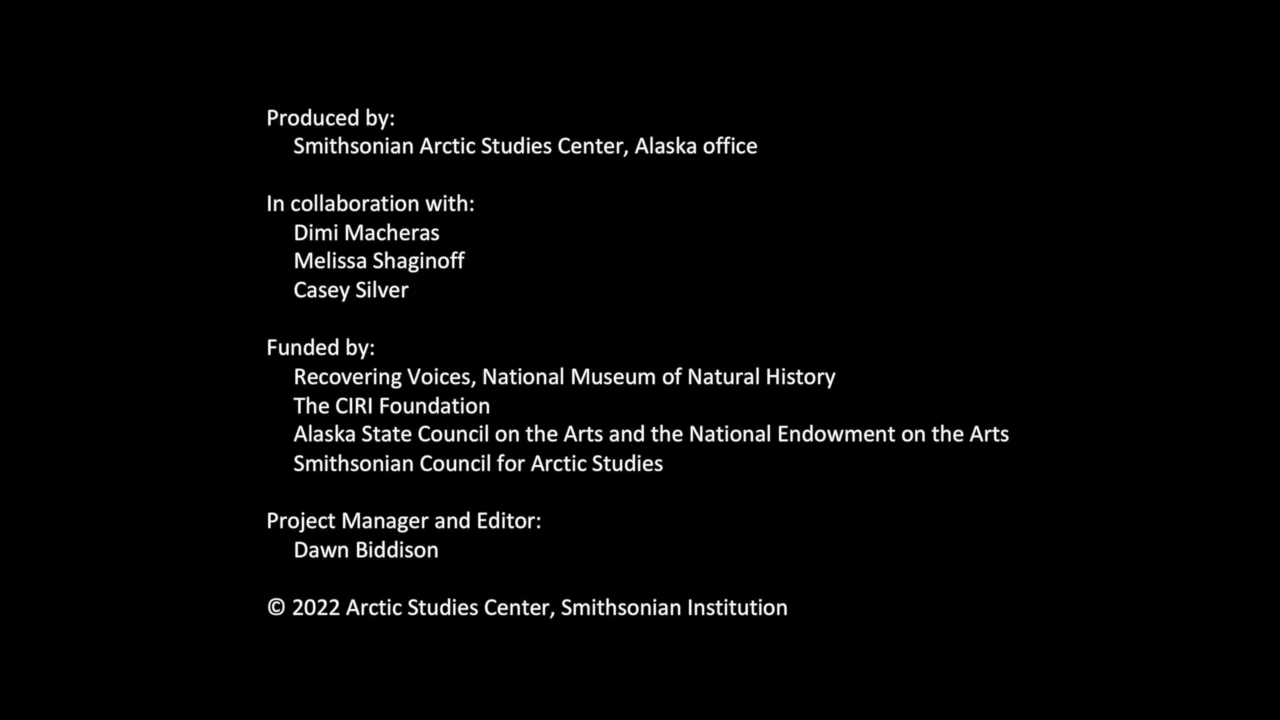 Produced by:
Smithsonian Arctic Studies Center, Alaska office
In collaboration with:
Dimi Macheras
Melissa Shaginoff
Casey Silver
Funded by:
Recovering Voices, National Museum of Natural History
The CIRI Foundation
Alaska State Council on the Arts and the National Endowment on the Arts
Smithsonian Council for Arctic Studies
Project Manager and Editor:
Dawn Biddison
© 2022 Arctic Studies Center, Smithsonian Institution